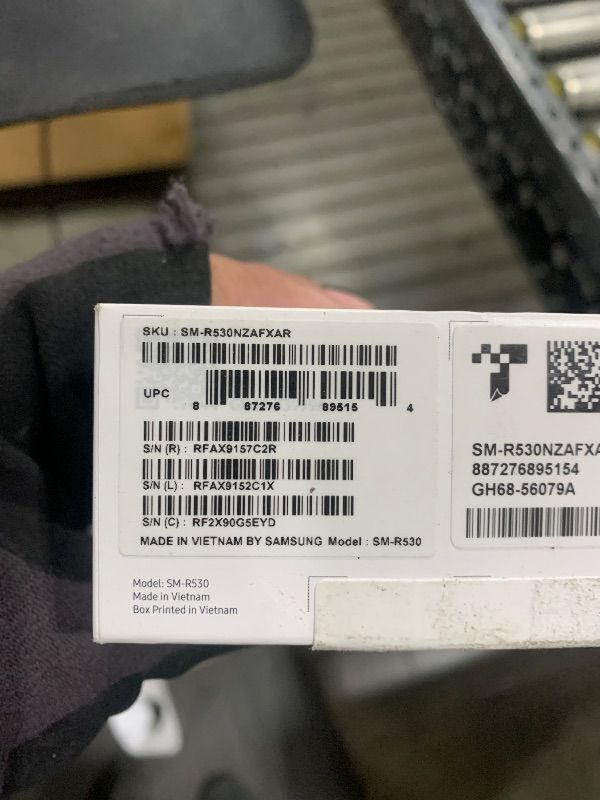 SKU : SM-R530NZAFXAR
UPC
8 87276 89515 4
S/N (R) : RFAX9157C2R
S/N (L) : RFAX9152C1X
S/N (C) : RF2X90G5EYD
MADE IN VIETNAM BY SAMSUNG Model : SM-R530
Model: SM-R530
Made in Vietnam
Box Printed in Vietnam
SM-R530NZAFXA
887276895154
GH68-56079A